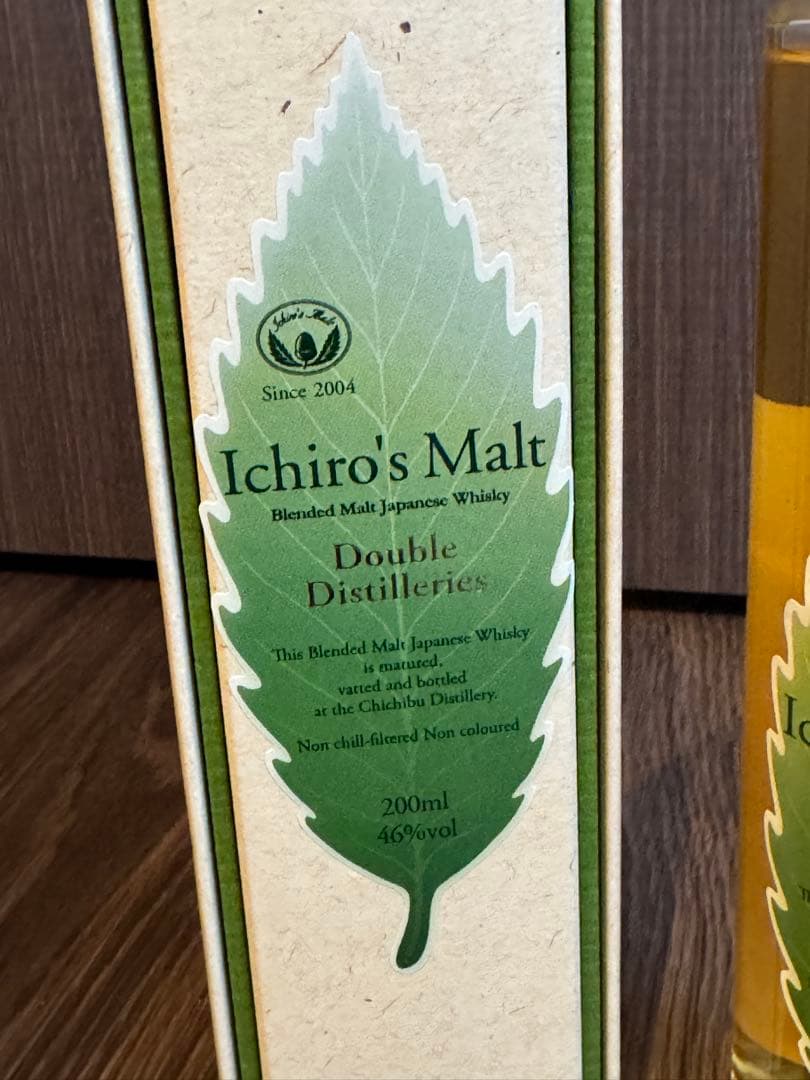 Ichiro's Malt
Since 2004
Ichiro's Malt
Blended Malt Japanese Whisky
Double
Distilleries
This Blended Malt Japanese Whisky
is matured,
vatted and bottled
at the Chichibu Distillery.
Non chill-filtered Non coloured
200ml
46%vol
Ic